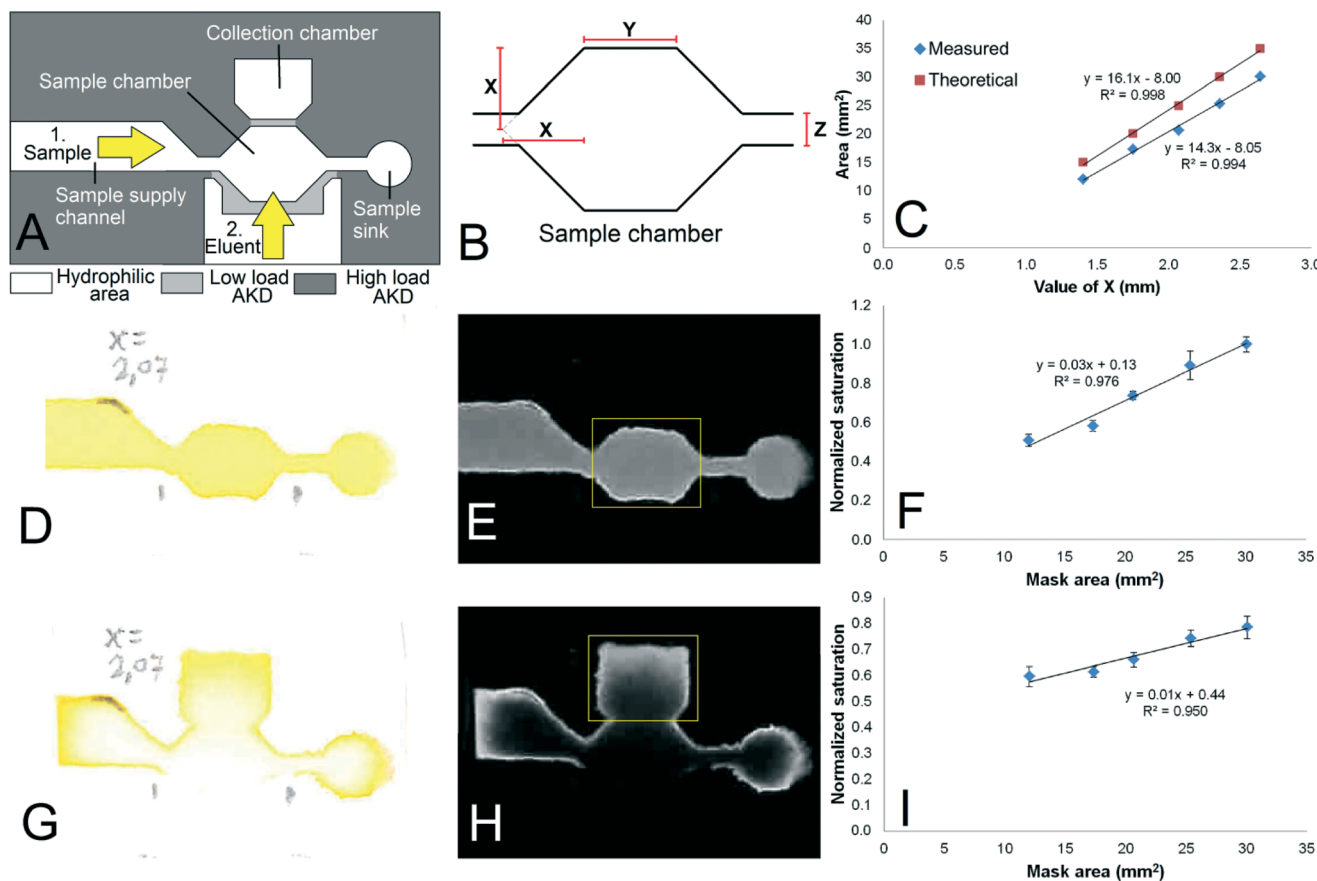 A
Collection chamber
Sample chamber
1.
Sample
Sample supply
channel
2.
Eluent
Sample
sink
Hydrophilic
area
Low load
AKD
High load
AKD
B
Y
X
X
Z
Sample chamber
C
Area (mm²)
40
35
30
25
20
15
10
5
0
Measured
Theoretical
y = 16.1x - 8.00
R² = 0.998
y = 14.3x - 8.05
R² = 0.994
0.0
0.5
1.0
1.5
2.0
2.5
3.0
Value of X (mm)
D
x=
2,07
E
F
Normalized saturation
1.2
1.0
0.8
0.6
0.4
0.2
0.0
y = 0.03x + 0.13
R² = 0.976
0
5
10
15
20
25
30
35
Mask area (mm²)
G
x=
2,07
H
I
Normalized saturation
0.9
0.8
0.7
0.6
0.5
0.4
0.3
0.2
0.1
0.0
y = 0.01x + 0.44
R² = 0.950
0
5
10
15
20
25
30
35
Mask area (mm²)